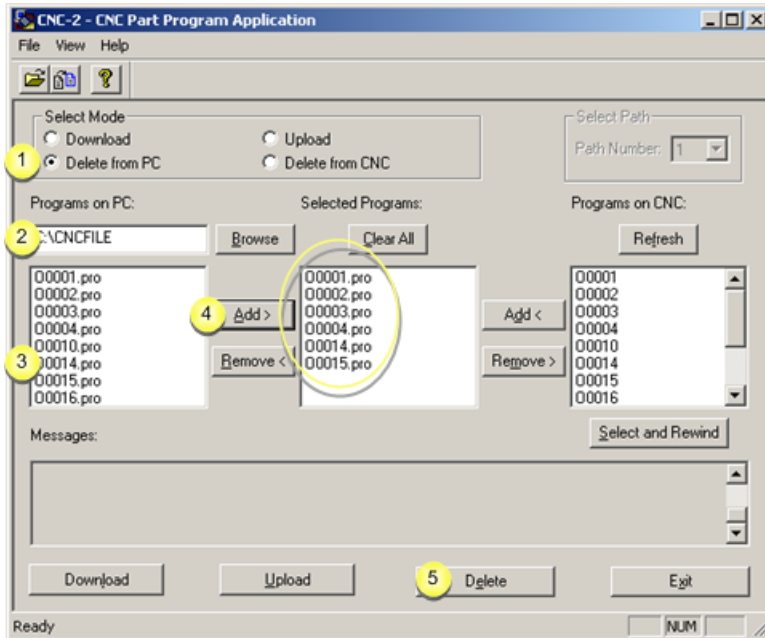 CNC-2 - CNC Part Program Application
File View Help
Select Mode
Download
Upload
1
Delete from PC
Delete from CNC
Select Path
Path Number: 1
Programs on PC:
Selected Programs:
Programs on CNC:
2
:\CNCFILE
Browse
Clear All
Refresh
O0001.pro
O0002.pro
O0003.pro
O0004.pro
O0010.pro
3
O0014.pro
O0015.pro
O0016.pro
4
Add >
Remove <
O0001.pro
O0002.pro
O0003.pro
O0004.pro
O0014.pro
O0015.pro
Add <
Remove >
O0001
O0002
O0003
O0004
O0010
O0014
O0015
O0016
Messages:
Select and Rewind
Download
Upload
5
Delete
Exit
Ready
NUM